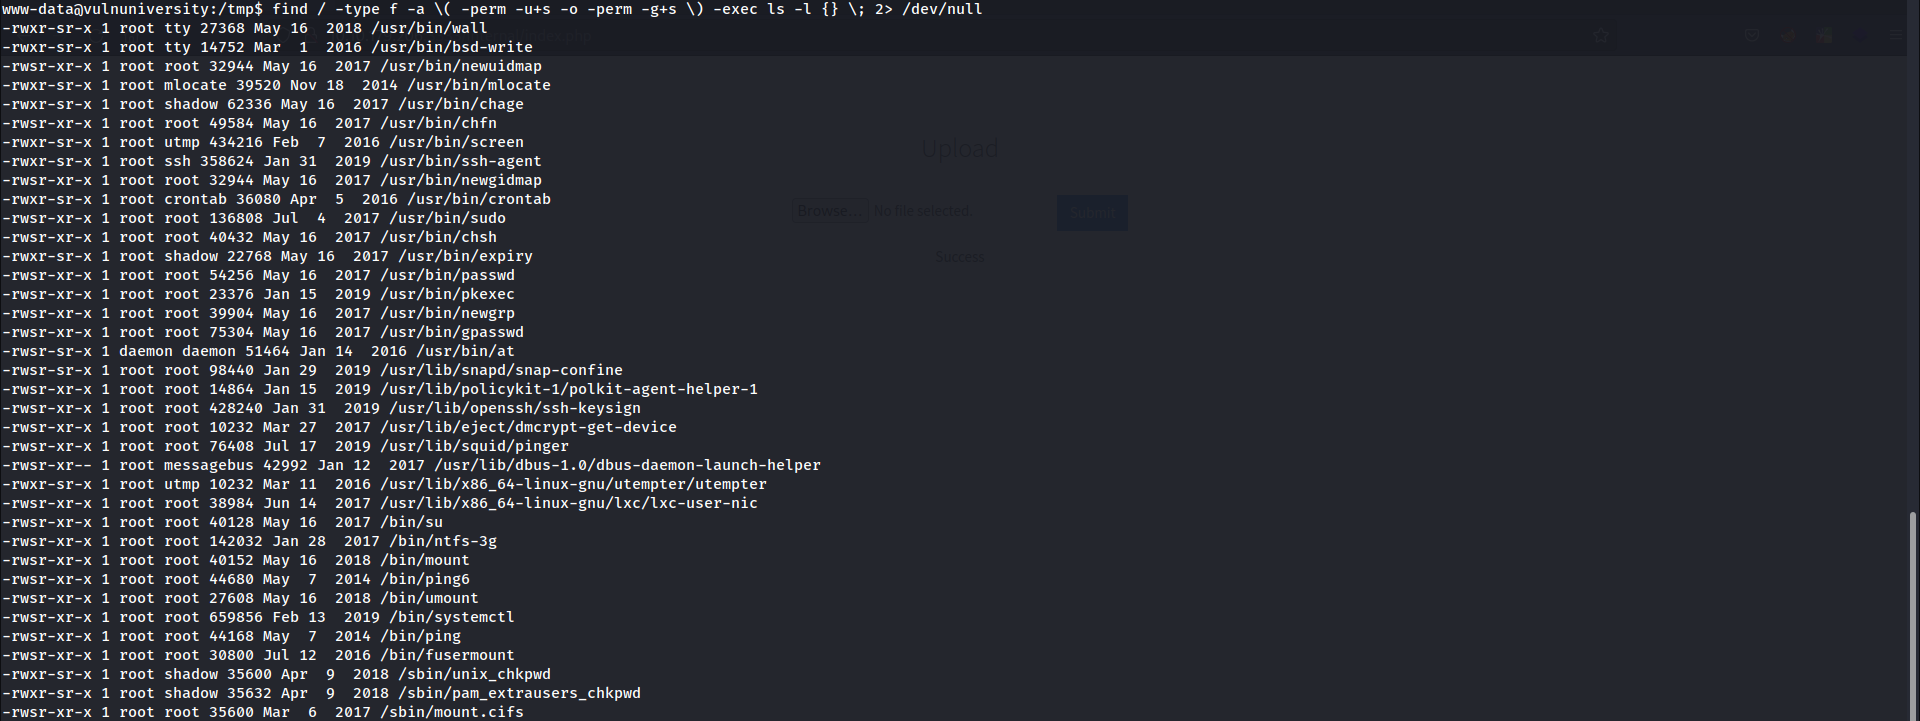 www-data@vulnuniversity:/tmp$ find / -type f -a \( -perm -u+s -o -perm -g+s \) -exec ls -l {} \; 2> /dev/null
-rwxr-sr-x 1 root tty 27368 May 16  2018 /usr/bin/wall
-rwxr-sr-x 1 root tty 14752 Mar  1  2016 /usr/bin/bsd-write
-rwsr-xr-x 1 root root 32944 May 16  2017 /usr/bin/newuidmap
-rwxr-sr-x 1 root mlocate 39520 Nov 18  2014 /usr/bin/mlocate
-rwxr-sr-x 1 root shadow 62336 May 16  2017 /usr/bin/chage
-rwsr-xr-x 1 root root 49584 May 16  2017 /usr/bin/chfn
-rwxr-sr-x 1 root utmp 434216 Feb  7  2016 /usr/bin/screen
-rwxr-sr-x 1 root ssh 358624 Jan 31  2019 /usr/bin/ssh-agent
-rwsr-xr-x 1 root root 32944 May 16  2017 /usr/bin/newgidmap
-rwxr-sr-x 1 root crontab 36080 Apr  5  2016 /usr/bin/crontab
-rwsr-xr-x 1 root root 136808 Jul  4  2017 /usr/bin/sudo
-rwsr-xr-x 1 root root 40432 May 16  2017 /usr/bin/chsh
-rwxr-sr-x 1 root shadow 22768 May 16  2017 /usr/bin/expiry
-rwsr-xr-x 1 root root 54256 May 16  2017 /usr/bin/passwd
-rwsr-xr-x 1 root root 23376 Jan 15  2019 /usr/bin/pkexec
-rwsr-xr-x 1 root root 39904 May 16  2017 /usr/bin/newgrp
-rwsr-xr-x 1 root root 75304 May 16  2017 /usr/bin/gpasswd
-rwsr-sr-x 1 daemon daemon 51464 Jan 14  2016 /usr/bin/at
-rwsr-sr-x 1 root root 98440 Jan 29  2019 /usr/lib/snapd/snap-confine
-rwsr-xr-x 1 root root 14864 Jan 15  2019 /usr/lib/policykit-1/polkit-agent-helper-1
-rwsr-xr-x 1 root root 428240 Jan 31  2019 /usr/lib/openssh/ssh-keysign
-rwsr-xr-x 1 root root 10232 Mar 27  2017 /usr/lib/eject/dmcrypt-get-device
-rwsr-xr-x 1 root root 76408 Jul 17  2019 /usr/lib/squid/pinger
-rwsr-xr-- 1 root messagebus 42992 Jan 12  2017 /usr/lib/dbus-1.0/dbus-daemon-launch-helper
-rwxr-sr-x 1 root utmp 10232 Mar 11  2016 /usr/lib/x86_64-linux-gnu/utempter/utempter
-rwsr-xr-x 1 root root 38984 Jun 14  2017 /usr/lib/x86_64-linux-gnu/lxc/lxc-user-nic
-rwsr-xr-x 1 root root 40128 May 16  2017 /bin/su
-rwsr-xr-x 1 root root 142032 Jan 28  2017 /bin/ntfs-3g
-rwsr-xr-x 1 root root 40152 May 16  2018 /bin/mount
-rwsr-xr-x 1 root root 44680 May  7  2014 /bin/ping6
-rwsr-xr-x 1 root root 27608 May 16  2018 /bin/umount
-rwsr-xr-x 1 root root 659856 Feb 13  2019 /bin/systemctl
-rwsr-xr-x 1 root root 44168 May  7  2014 /bin/ping
-rwsr-xr-x 1 root root 30800 Jul 12  2016 /bin/fusermount
-rwxr-sr-x 1 root shadow 35600 Apr  9  2018 /sbin/unix_chkpwd
-rwxr-sr-x 1 root shadow 35632 Apr  9  2018 /sbin/pam_extrausers_chkpwd
-rwsr-xr-x 1 root root 35600 Mar  6  2017 /sbin/mount.cifs
Upload
Browse... No file selected. Submit
Success